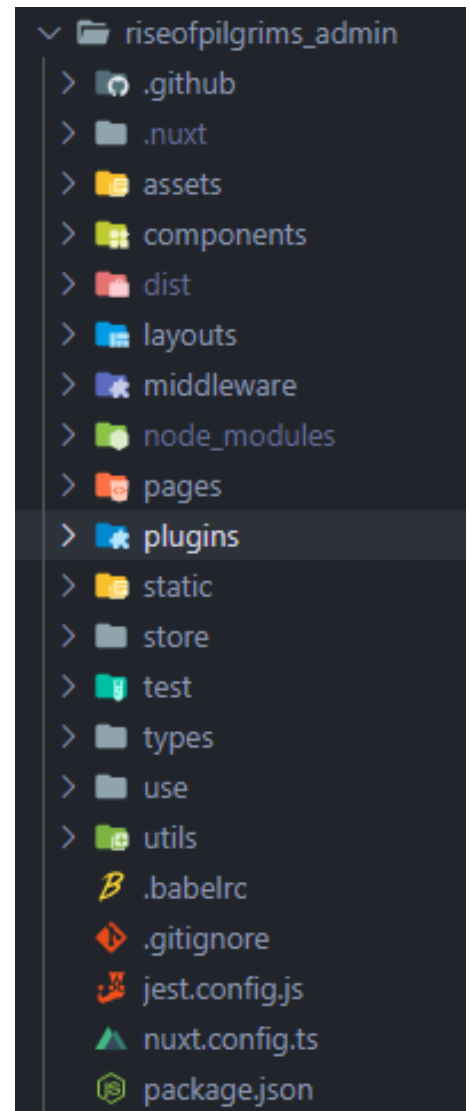 riseofpilgrims_admin
.github
.nuxt
assets
components
dist
layouts
middleware
node_modules
pages
plugins
static
store
test
types
use
utils
.babelrc
.gitignore
jest.config.js
nuxt.config.ts
package.json